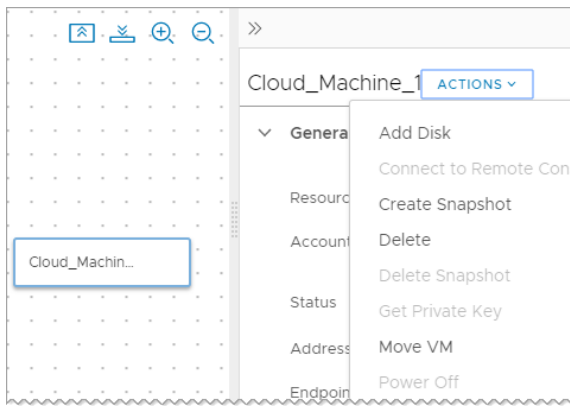 Cloud_Machine_1 ACTIONS
Genera
Add Disk
Connect to Remote Con
Resourc
Create Snapshot
Account
Delete
Cloud_Machin...
Delete Snapshot
Status
Get Private Key
Address
Move VM
Endpoin
Power Off